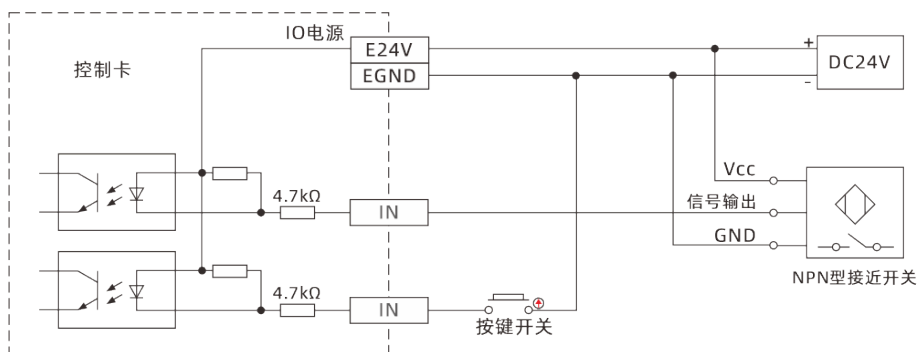 IO电源
E24V
EGND
+
DC24V
-
控制卡
Vcc
4.7kΩ
IN
信号输出
GND
NPN型接近开关
4.7kΩ
IN
按键开关